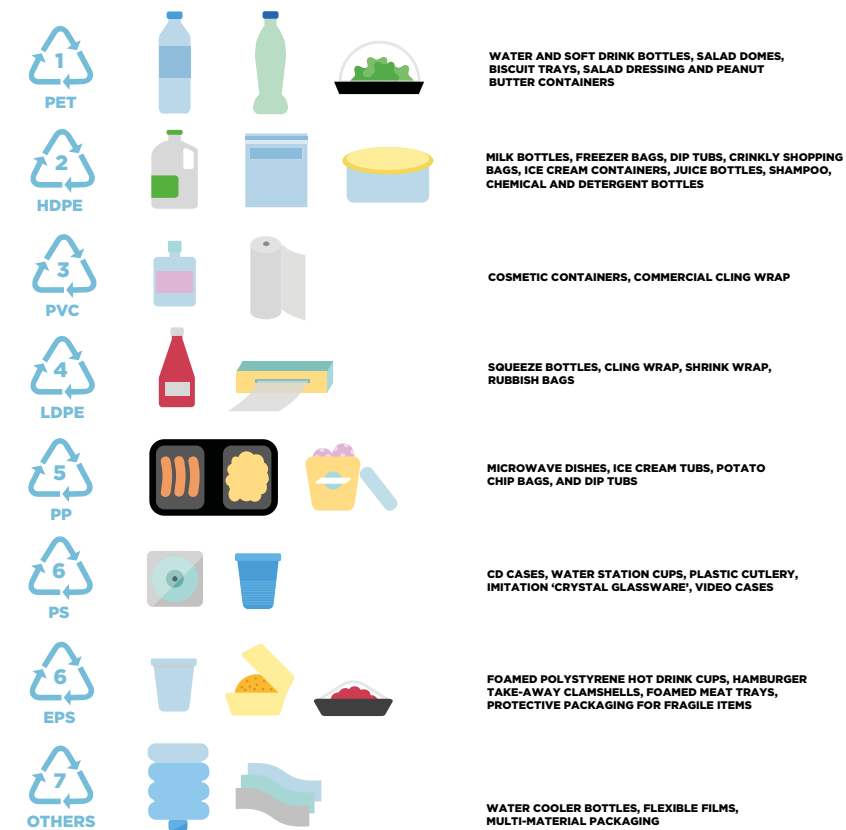 1
PET
WATER AND SOFT DRINK BOTTLES, SALAD DOMES,
BISCUIT TRAYS, SALAD DRESSING AND PEANUT
BUTTER CONTAINERS
2
HDPE
MILK BOTTLES, FREEZER BAGS, DIP TUBS, CRINKLY SHOPPING
BAGS, ICE CREAM CONTAINERS, JUICE BOTTLES, SHAMPOO,
CHEMICAL AND DETERGENT BOTTLES
3
PVC
COSMETIC CONTAINERS, COMMERCIAL CLING WRAP
4
LDPE
SQUEEZE BOTTLES, CLING WRAP, SHRINK WRAP,
RUBBISH BAGS
5
PP
MICROWAVE DISHES, ICE CREAM TUBS, POTATO
CHIP BAGS, AND DIP TUBS
6
PS
CD CASES, WATER STATION CUPS, PLASTIC CUTLERY,
IMITATION ‘CRYSTAL GLASSWARE’, VIDEO CASES
6
EPS
FOAMED POLYSTYRENE HOT DRINK CUPS, HAMBURGER
TAKE-AWAY CLAMSHELLS, FOAMED MEAT TRAYS,
PROTECTIVE PACKAGING FOR FRAGILE ITEMS
7
OTHERS
WATER COOLER BOTTLES, FLEXIBLE FILMS,
MULTI-MATERIAL PACKAGING